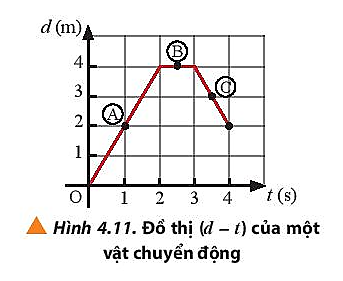 d (m)
B
4
C
3
A
2
1
O
1 2 3 4 t (s)
Hình 4.11. Đồ thị (d – t) của một
vật chuyển động